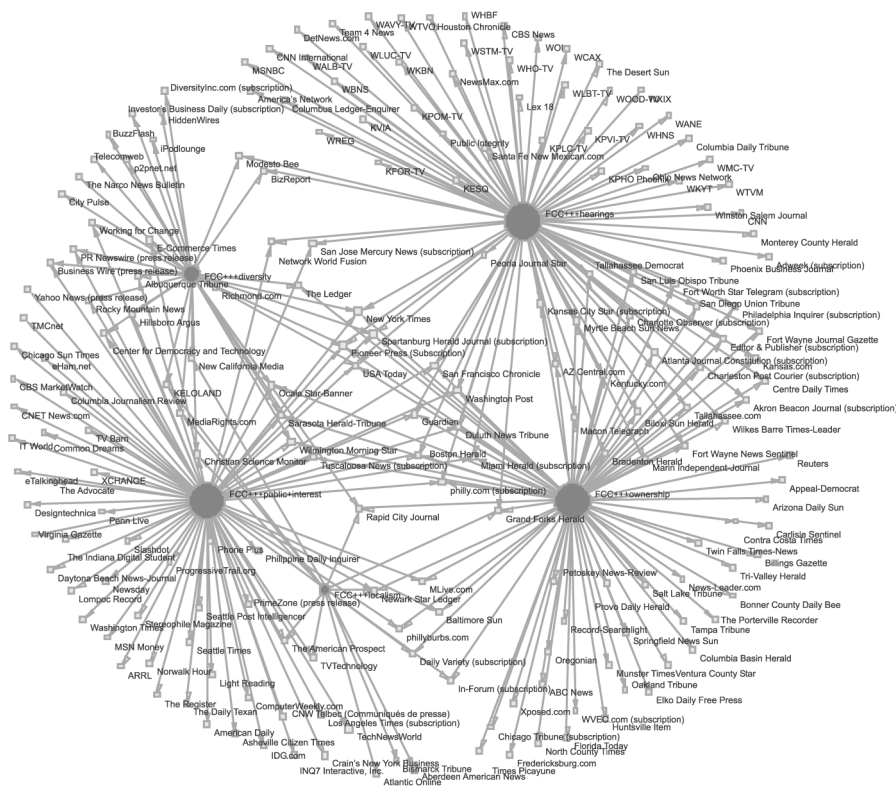 WHBF
WAVY-TV
WTVO
Houston Chronicle
CBS News
Team 4 News
DetNews.com
WLUC-TV
WSTM-TV
WOI
WCAX
CNN International
WALB-TV
WKBN
WHO-TV
The Desert Sun
MSNBC
WBNS
NewsMax.com
WLBT-TV
WOOD-TV
WXIX
DiversityInc.com (subscription)
America's Network
Lex 18
Investor's Business Daily (subscription)
Columbus Ledger-Enquirer
KPOM-TV
WANE
HiddenWires
KVIA
KPVI-TV
WHNS
BuzzFlash
WREG
Public Integrity
KPLC-TV
Columbia Daily Tribune
iPodlounge
Modesto Bee
Santa Fe New Mexican.com
Telecomweb
p2pnet.net
KFOR-TV
KPHO Phoenix
Ohio News Network
WMC-TV
BizReport
KESQ
WKYT
WTVM
The Narco News Bulletin
City Pulse
FCC+++hearings
Winston Salem Journal
CNN
Working for Change
Monterey County Herald
E-Commerce Times
San Jose Mercury News (subscription)
PR Newswire (press release)
Network World Fusion
Peoria Journal Star
Tallahassee Democrat
Adweek (subscription)
Business Wire (press release)
FCC+++diversity
Phoenix Business Journal
Albuquerque Tribune
San Luis Obispo Tribune
The Ledger
Fort Worth Star Telegram (subscription)
Yahoo News (press release)
Richmond.com
San Diego Union Tribune
Rocky Mountain News
Kansas City Star (subscription)
Philadelphia Inquirer (subscription)
New York Times
Hillsboro Argus
Charlotte Observer (subscription)
TMCnet
Myrtle Beach Sun News
Spartanburg Herald Journal (subscription)
Fort Wayne Journal Gazette
Chicago Sun Times
Center for Democracy and Technology
Pioneer Press (Subscription)
Editor & Publisher (subscription)
eHam.net
New California Media
San Francisco Chronicle
Atlanta Journal Constitution (subscription)
Kansas.com
USA Today
AZ Central.com
Charleston Post Courier (subscription)
CBS MarketWatch
KELOLAND
Kentucky.com
Centre Daily Times
Columbia Journalism Review
Ocala Star-Banner
Washington Post
Akron Beacon Journal (subscription)
CNET News.com
MediaRights.com
Guardian
Tallahassee.com
Sarasota Herald-Tribune
Biloxi Sun Herald
Wilkes Barre Times-Leader
TV Barn
Macon Telegraph
IT World
Common Dreams
Duluth News Tribune
Wilmington Morning Star
Boston Herald
Fort Wayne News Sentinel
Christian Science Monitor
Tuscaloosa News (subscription)
Miami Herald (subscription)
Bradenton Herald
Reuters
Marin Independent-Journal
eTalkinghead
XCHANGE
philly.com (subscription)
Appeal-Democrat
The Advocate
FCC+++public+interest
FCC+++ownership
Designtechnica
Arizona Daily Sun
Penn Live
Rapid City Journal
Grand Forks Herald
Virginia Gazette
Carlisle Sentinel
Contra Costa Times
Slashdot
Phone Plus
Twin Falls Times-News
The Indiana Digital Student
Philippine Daily Inquirer
Billings Gazette
ProgressiveTrail.org
Petoskey News-Review
Tri-Valley Herald
Daytona Beach News-Journal
MLive.com
News-Leader.com
Newsday
FCC+++localism
Newark Star Ledger
Salt Lake Tribune
Lompoc Record
PrimeZone (press release)
Provo Daily Herald
Bonner County Daily Bee
Seattle Post Intelligencer
Baltimore Sun
The Porterville Recorder
Stereophile Magazine
Record-Searchlight
Tampa Tribune
Washington Times
phillyburbs.com
Springfield News Sun
MSN Money
Seattle Times
The American Prospect
Oregonian
Columbia Basin Herald
ARRL
Norwalk Hour
TVTechnology
Daily Variety (subscription)
Munster Times
Ventura County Star
Light Reading
In-Forum (subscription)
ABC News
Oakland Tribune
The Register
ComputerWeekly.com
Elko Daily Free Press
The Daily Texan
CNW Telbec (Communiqués de presse)
Xposed.com
WVEC.com (subscription)
Los Angeles Times (subscription)
Huntsville Item
American Daily
TechNewsWorld
Chicago Tribune (subscription)
Asheville Citizen Times
Florida Today
IDG.com
North County Times
Crain's New York Business
Fredericksburg.com
INQ7 Interactive, Inc.
Bismarck Tribune
Times Picayune
Aberdeen American News
Atlantic Online